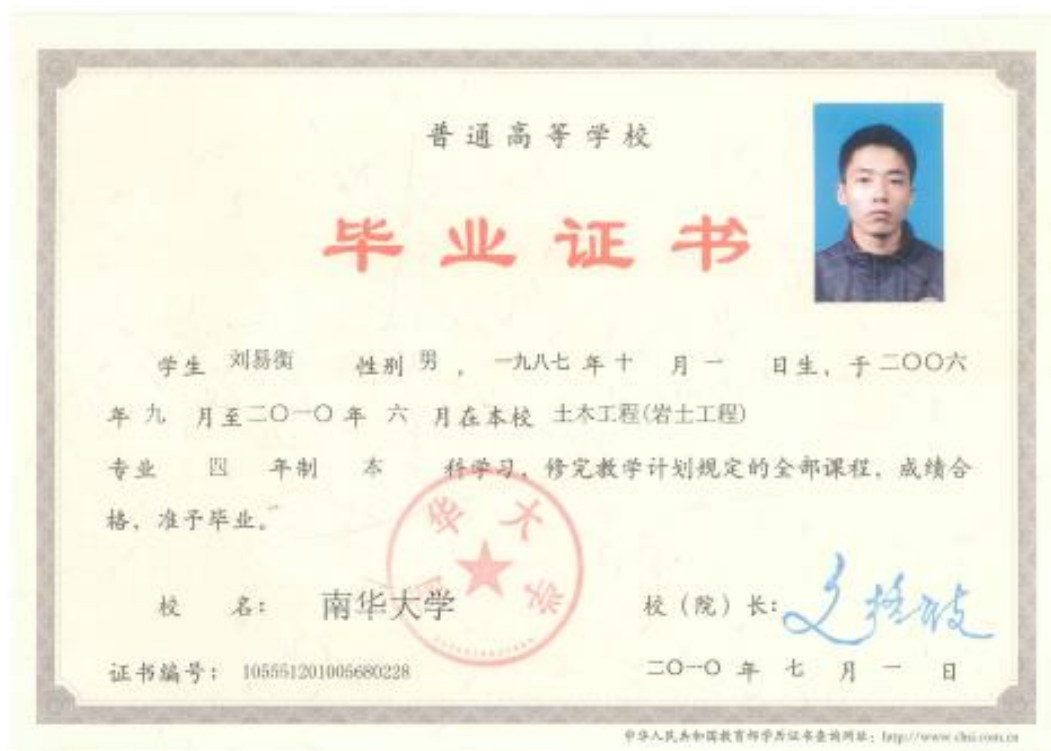 普通高等学校
毕业证书
学生 刘易衡 性别 男 ， 一九八七 年 十 月 一 日生，于 二〇〇六
年 九 月至 二〇一〇 年 六 月在本校 土木工程(岩土工程)
专业 四 年制 本 科学习，修完教学计划规定的全部课程，成绩合
格，准予毕业。
华大学
校 名： 南华大学 校（院）长：
证书编号： 105551201005680228 二〇一〇 年 七 月 一 日
中华人民共和国教育部学历证书查询网址：http://www.chsi.com.cn